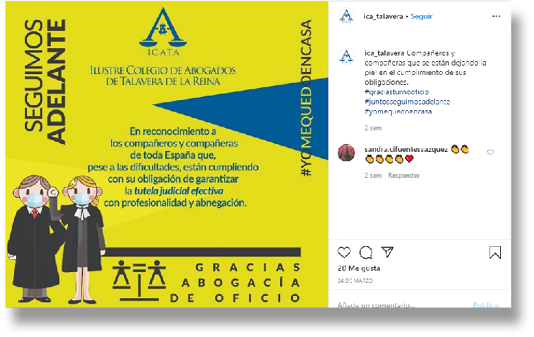 SEGUIMOS
ADELANTE
ICATA
ILUSTRE COLEGIO DE ABOGADOS
DE TALAVERA DE LA REINA
#YOMEQUEDOENCASA
En reconocimiento a
los compañeros y compañeras
de toda España que,
pese a las dificultades, están cumpliendo
con su obligación de garantizar
la tutela judicial efectiva
con profesionalidad y abnegación.
GRACIAS
ABOGACÍA
DE OFICIO
ica_talavera • Seguir
ica_talavera Compañeros y
compañeras que se están dejando la
piel en el cumplimiento de sus
obligaciones.
#graciasturnooficio
#juntosseguimosadelante
#yomequedoencasa
2 sem
sandra.cifuentesvazquez 👏👏
👏👏👏👏❤️
2 sem Responder
20 Me gusta
24 DE MARZO
Añade un comentario...
Publicar